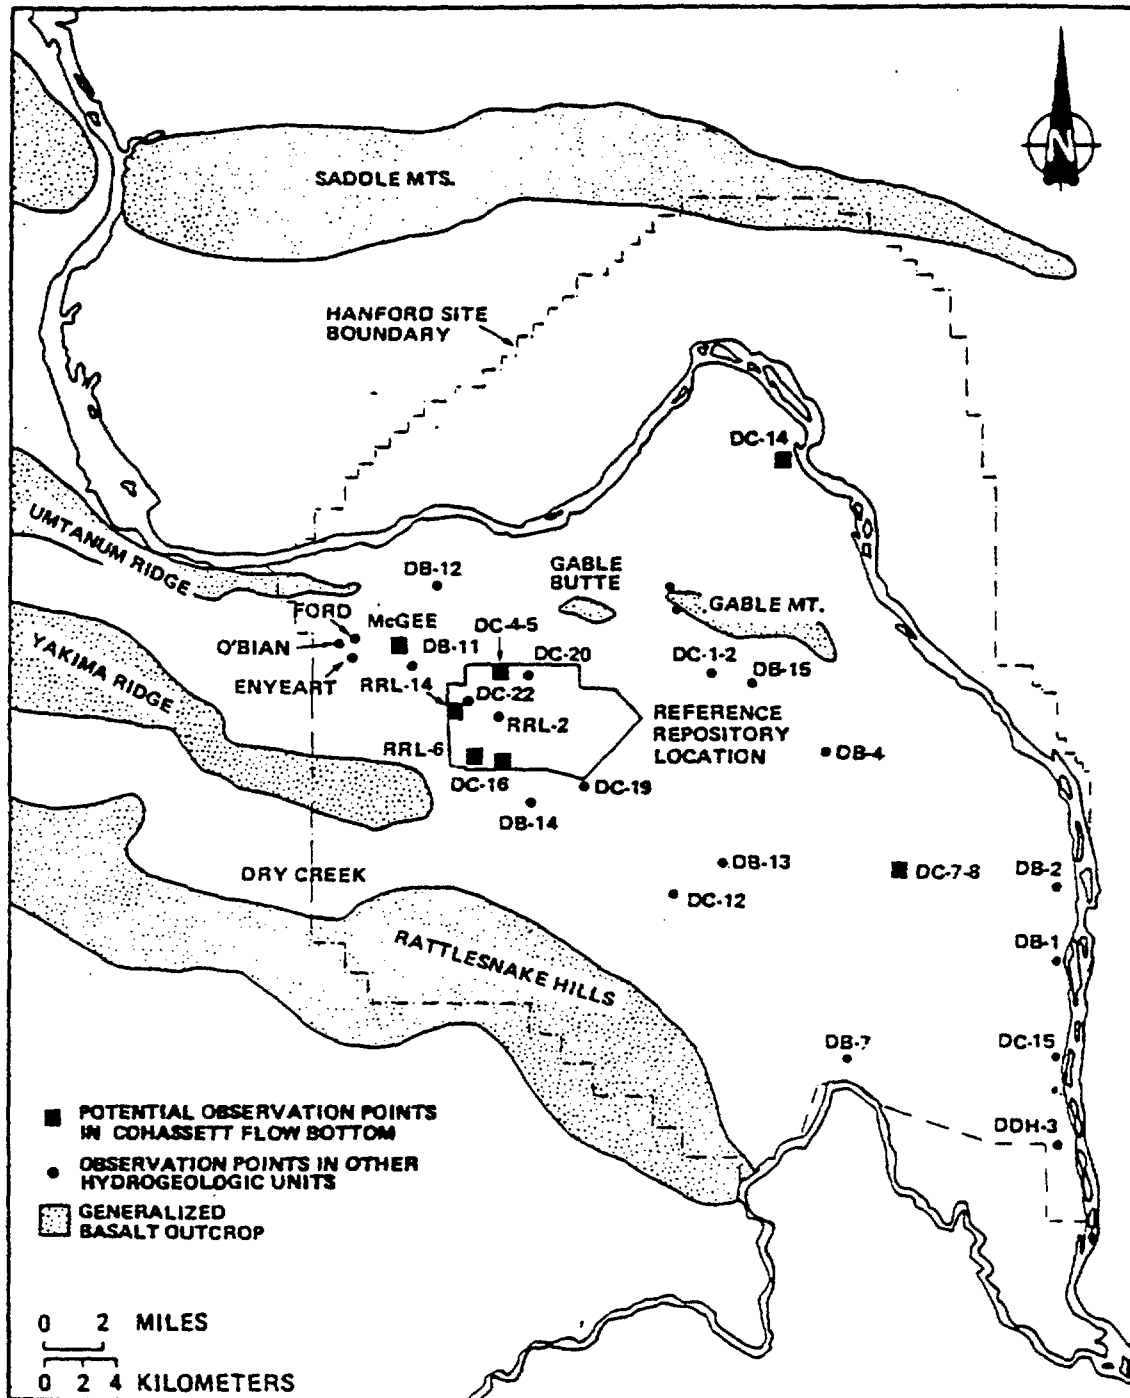 N
SADDLE MTS.
HANFORD SITE
BOUNDARY
DC-14
UMTANUM RIDGE
DB-12
GABLE
BUTTE
GABLE MT.
FORD
McGEE
DC-4-5
O'BIAN
DB-11
DC-20
DC-1-2
DB-15
ENYEART
RRL-14
DC-22
YAKIMA RIDGE
RRL-2
REFERENCE
REPOSITORY
LOCATION
RRL-6
DB-4
DC-16
DC-19
DB-14
DRY CREEK
DB-13
DC-7-8
DB-2
DC-12
RATTLESNAKE HILLS
DB-1
DB-7
DC-15
POTENTIAL OBSERVATION POINTS
IN COHASSETT FLOW BOTTOM
DDH-3
OBSERVATION POINTS IN OTHER
HYDROGEOLOGIC UNITS
GENERALIZED
BASALT OUTCROP
0 2 MILES
0 2 4 KILOMETERS